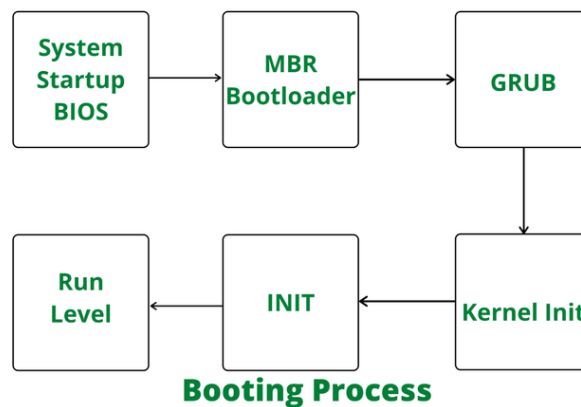 System
Startup
BIOS
MBR
Bootloader
GRUB
Kernel Init
INIT
Run
Level
Booting Process